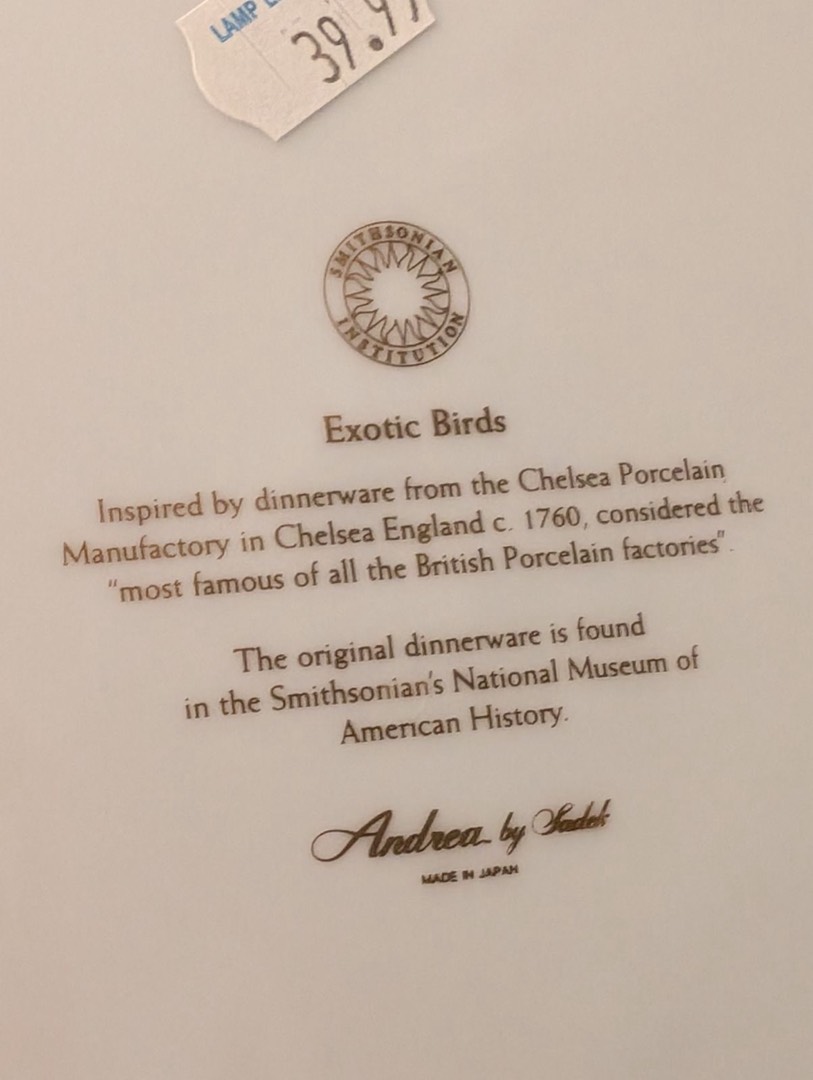 LAMP
39.97
SMITHSONIAN
INSTITUTION
Exotic Birds
Inspired by dinnerware from the Chelsea Porcelain
Manufactory in Chelsea England c. 1760, considered the
"most famous of all the British Porcelain factories".
The original dinnerware is found
in the Smithsonian's National Museum of
American History.
Andrea by Sadek
MADE IN JAPAN